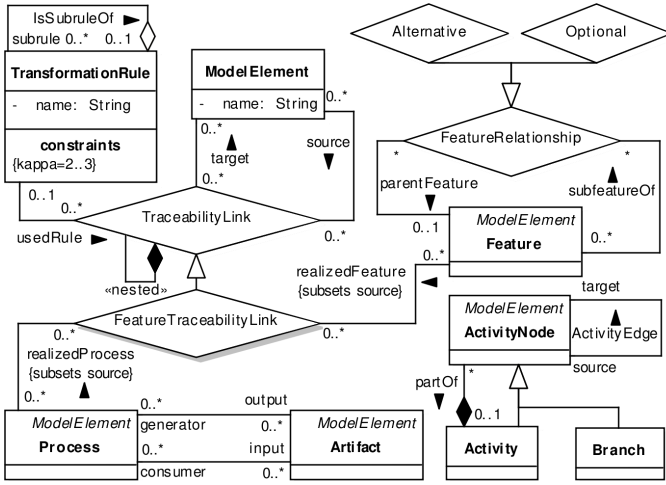 IsSubruleOf
subrule 0..* 0..1
TransformationRule
- name: String
constraints
{kappa=2..3}
0..1
0..*
ModelElement
- name: String
0..*
0..*
target
source
0..*
TraceabilityLink
0..*
usedRule
«nested»
FeatureTraceabilityLink
0..*
0..*
realizedFeature
{subsets source}
0..*
realizedProcess
{subsets source}
0..*
Alternative
Optional
FeatureRelationship
*
*
parentFeature
subfeatureOf
0..1
0..*
ModelElement
Feature
ModelElement
ActivityNode
target
ActivityEdge
source
*
partOf
0..1
Activity
Branch
ModelElement
Process
0..* output
generator 0..*
0..* input
consumer 0..*
ModelElement
Artifact